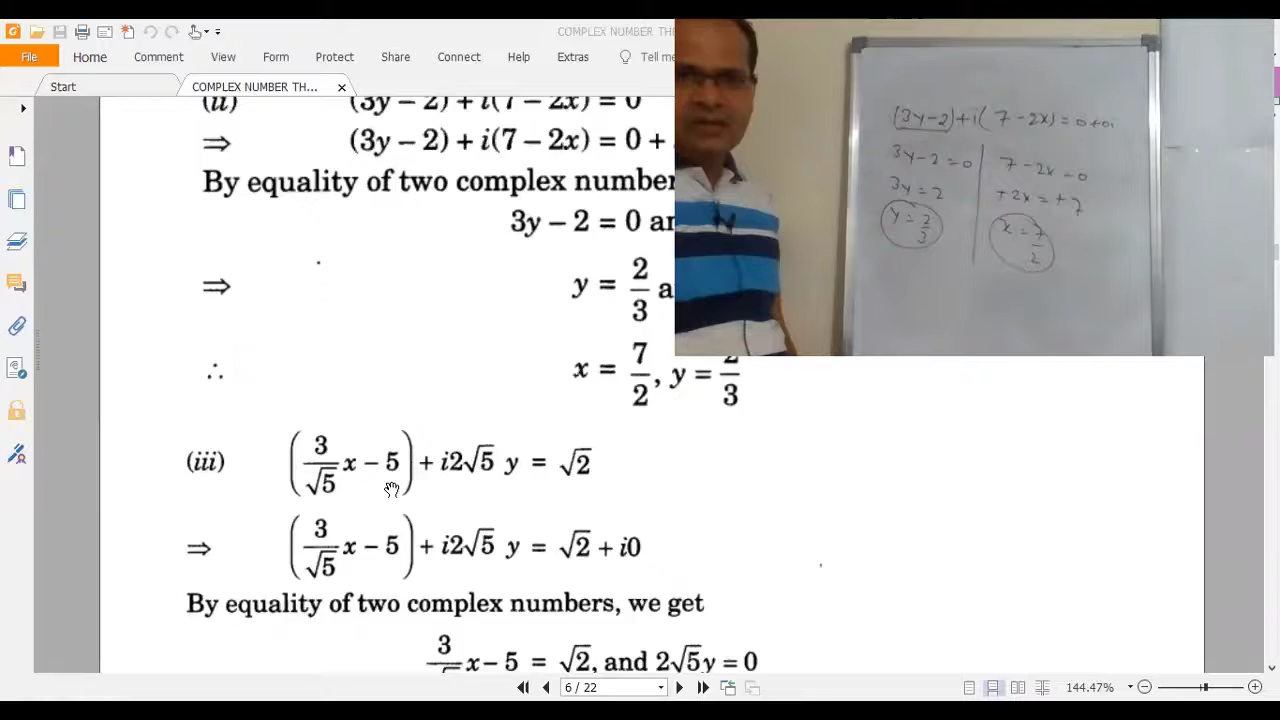 COMPLEX NUMBER THE
File Home Comment View Form Protect Share Connect Help Extras Tell me
Start COMPLEX NUMBER TH... ×
(ii) (3y – 2) + i(7 – 2x) = 0
⇒ (3y – 2) + i(7 – 2x) = 0 +
By equality of two complex number
3y – 2 = 0 an
⇒ y = 2/3 a
∴ x = 7/2, y = 2/3
(iii) (3/√5 x – 5) + i2√5 y = √2
⇒ (3/√5 x – 5) + i2√5 y = √2 + i0
By equality of two complex numbers, we get
3/√5 x – 5 = √2, and 2√5y = 0
(3y-2)+i(7-2x)=0+0i
3y-2=0 7-2x=0
3y=2 +2x=+7
y=2/3 x=7/2
6 / 22 144.47%